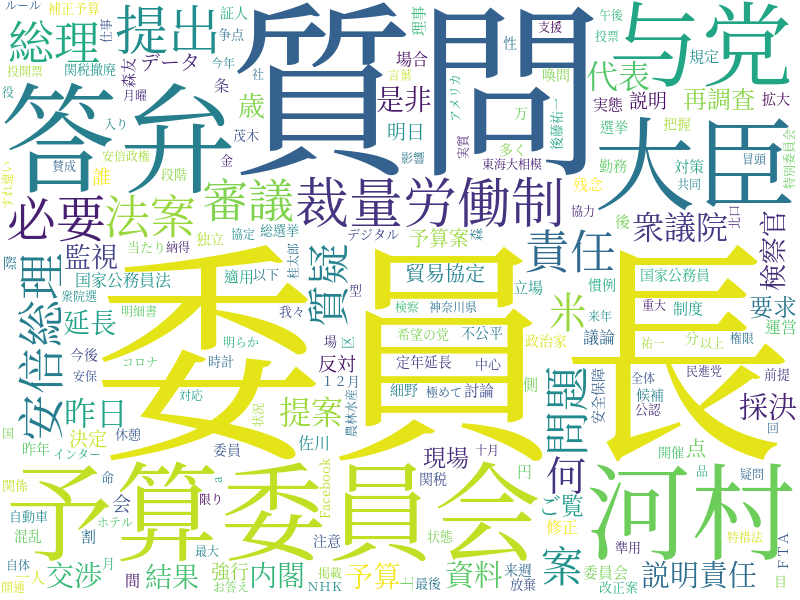 ルール
補正予算
仕事
証人
争点
理事
総理
提出
質問
与党
性
支援
午後
投票
規定
投開票
関税撤廃
森友
データ
今年
場合
言葉
アメリカ
喚問
代表
役
月曜
条
社
是非
万
後藤祐一
実態
説明
再調査
拡大
答弁
入り
歳
茂木
明日
実質
選挙
把握
大臣
安倍政権
金
影響
多く
勤務
対策
冒頭
特別委員会
すれ違い
賛成
誰
段階
審議
裁量労働制
東海大相模
残念
共同
必要
法案
協力
後
衆議院
北口
検察官
当たり
納得
独立
協定
総選挙
デジタル
予算案
森
責任
際
監視
国家公務員法
桂太郎
質疑
貿易協定
立場
慣例
国家公務員
適用
以下
型
我々
米
重大
制度
要求
運営
安倍総理
延長
衆院選
明細書
検察
神奈川県
来年
明らか
希望の党
不公平
政治家
議論
祐一
分
以上
権限
今後
コロナ
時計
場
区
反対
定年延長
中心
民進党
前提
安保
対応
12月
側
安全保障
全体
委員長
細野
極めて
討論
候補
昨日
状況
提案
農林水産
問題
公認
採決
国
決定
休憩
委員
佐川
回
昨年
インター
現場
十月
何
開催
点
関係
命
a
Facebook
関税
円
品
疑問
予算委員会
河村
会
限り
ご覧
自動車
ホテル
混乱
割
最大
注意
状態
修正
準用
特措法
FTA
自体
月
強行
内閣
掲載
予算
一
最後
資料
来週
案
委員会
説明責任
一人
交渉
間
結果
開通
お答え
NHK
放棄
改正案
日